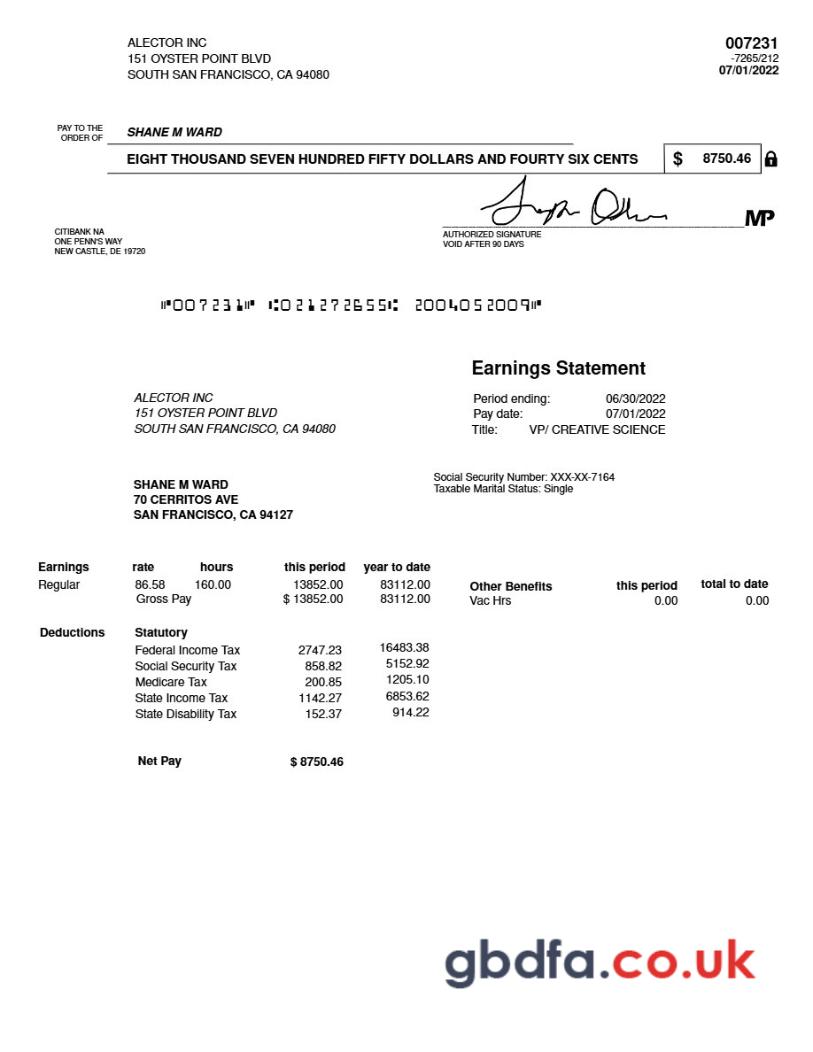 ALECTOR INC
151 OYSTER POINT BLVD
SOUTH SAN FRANCISCO, CA 94080
007231
-7265/212
07/01/2022
PAY TO THE
ORDER OF
SHANE M WARD
EIGHT THOUSAND SEVEN HUNDRED FIFTY DOLLARS AND FOURTY SIX CENTS $ 8750.46
MP
AUTHORIZED SIGNATURE
VOID AFTER 90 DAYS
CITIBANK NA
ONE PENN'S WAY
NEW CASTLE, DE 19720
⑈007231⑈ ⑆021272655⑆ 2004052009⑈
Earnings Statement
ALECTOR INC
151 OYSTER POINT BLVD
SOUTH SAN FRANCISCO, CA 94080
Period ending: 06/30/2022
Pay date: 07/01/2022
Title: VP/ CREATIVE SCIENCE
SHANE M WARD
70 CERRITOS AVE
SAN FRANCISCO, CA 94127
Social Security Number: XXX-XX-7164
Taxable Marital Status: Single
Earnings rate hours this period year to date
Regular 86.58 160.00 13852.00 83112.00
Gross Pay $ 13852.00 83112.00
Other Benefits this period total to date
Vac Hrs 0.00 0.00
Deductions Statutory
Federal Income Tax 2747.23 16483.38
Social Security Tax 858.82 5152.92
Medicare Tax 200.85 1205.10
State Income Tax 1142.27 6853.62
State Disability Tax 152.37 914.22
Net Pay $ 8750.46
gbdfa.co.uk